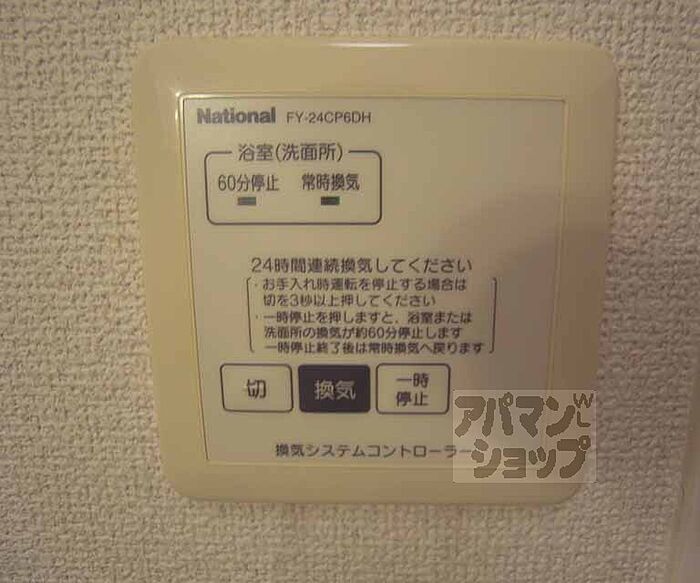 National FY-24CP6DH
浴室(洗面所)
60分停止 常時換気
24時間連続換気してください
・お手入れ時運転を停止する場合は
切を3秒以上押してください
・一時停止を押しますと、浴室または
洗面所の換気が約60分停止します
一時停止終了後は常時換気へ戻ります
切 換気 一時
停止
換気システムコントローラー
アパマン
ショップ